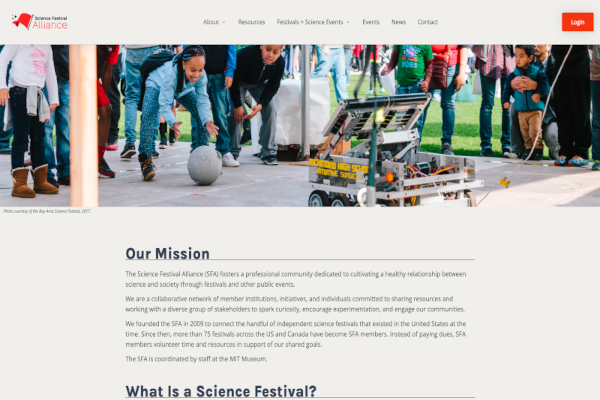 Science Festival
Alliance
About Resources Festivals + Science Events Events News Contact
Login
RICHMOND HIGH SCHOOL
Photo courtesy of the Bay Area Science Festival, 2017
Our Mission
The Science Festival Alliance (SFA) fosters a professional community dedicated to cultivating a healthy relationship between
science and society through festivals and other public events.
We are a collaborative network of member institutions, initiatives, and individuals committed to sharing resources and
working with a diverse group of stakeholders to spark curiosity, encourage experimentation, and engage our communities.
We founded the SFA in 2009 to connect the handful of independent science festivals that existed in the United States at the
time. Since then, more than 75 festivals across the US and Canada have become SFA members. Instead of paying dues, SFA
members volunteer time and resources in support of our shared goals.
The SFA is coordinated by staff at the MIT Museum.
What Is a Science Festival?